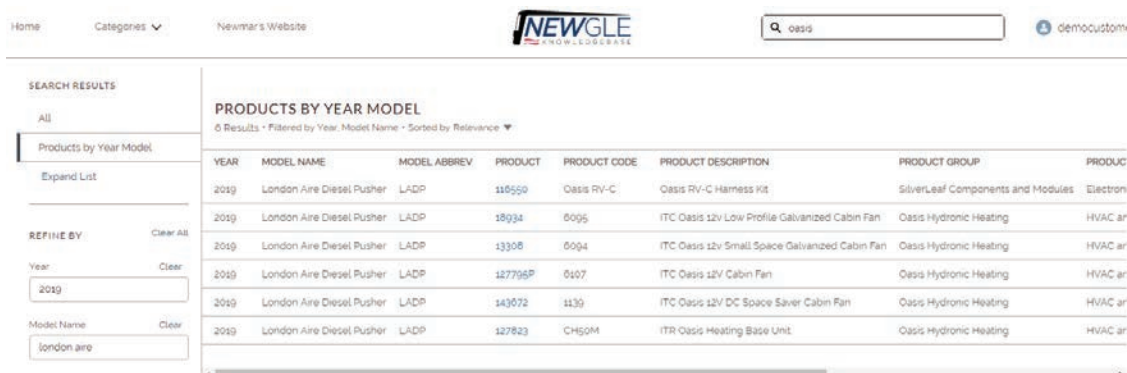 Home Categories Newmar's Website NEWGLE oasis democustome
KNOWLEDGEBASE
SEARCH RESULTS
All
Products by Year Model
Expand List
REFINE BY Clear All
Year Clear
2019
Model Name Clear
london aire
PRODUCTS BY YEAR MODEL
6 Results • Filtered by Year, Model Name • Sorted by Relevance
YEAR MODEL NAME MODEL ABBREV PRODUCT PRODUCT CODE PRODUCT DESCRIPTION PRODUCT GROUP PRODUC
2019 London Aire Diesel Pusher LADP 116550 Oasis RV-C Oasis RV-C Harness Kit SilverLeaf Components and Modules Electron
2019 London Aire Diesel Pusher LADP 18934 6095 ITC Oasis 12v Low Profile Galvanized Cabin Fan Oasis Hydronic Heating HVAC ar
2019 London Aire Diesel Pusher LADP 13308 6094 ITC Oasis 12v Small Space Galvanized Cabin Fan Oasis Hydronic Heating HVAC ar
2019 London Aire Diesel Pusher LADP 127795P 6107 ITC Oasis 12V Cabin Fan Oasis Hydronic Heating HVAC ar
2019 London Aire Diesel Pusher LADP 143672 1139 ITC Oasis 12V DC Space Saver Cabin Fan Oasis Hydronic Heating HVAC ar
2019 London Aire Diesel Pusher LADP 127823 CH50M ITR Oasis Heating Base Unit Oasis Hydronic Heating HVAC ar